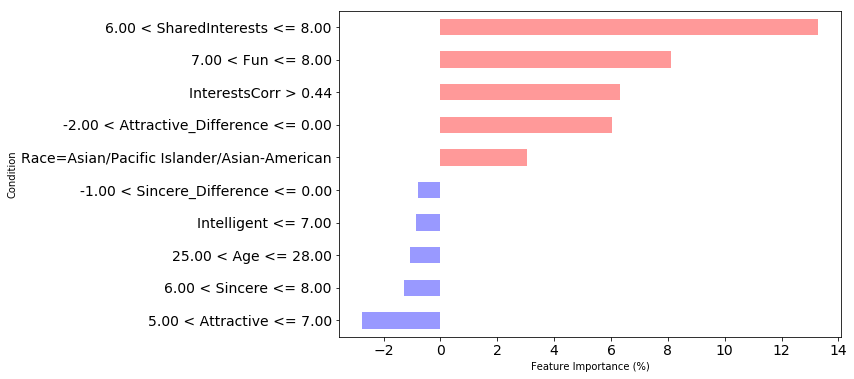 6.00 < SharedInterests <= 8.00
7.00 < Fun <= 8.00
InterestsCorr > 0.44
-2.00 < Attractive_Difference <= 0.00
Race=Asian/Pacific Islander/Asian-American
-1.00 < Sincere_Difference <= 0.00
Intelligent <= 7.00
25.00 < Age <= 28.00
6.00 < Sincere <= 8.00
5.00 < Attractive <= 7.00
Condition
−2 0 2 4 6 8 10 12 14
Feature Importance (%)